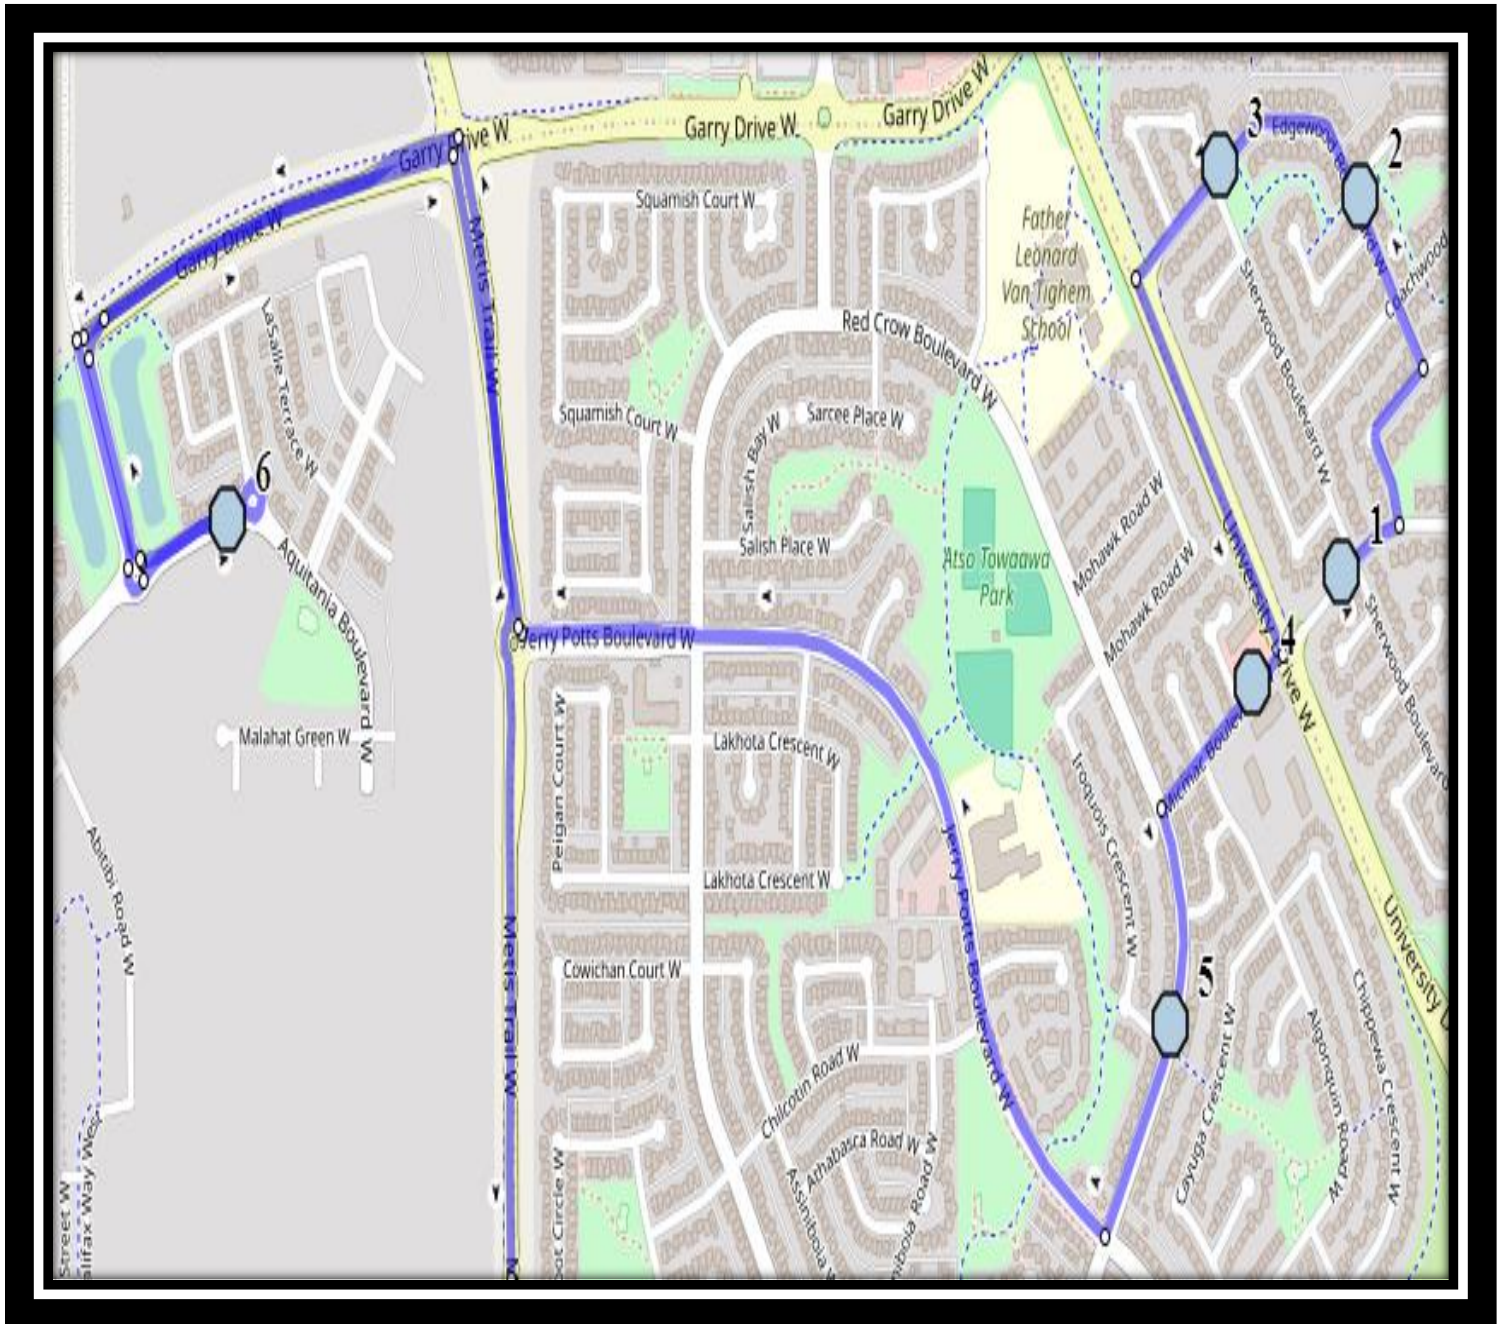 Garry Drive W
Garry Drive W
Garry Drive W
3
Edgewood
2
Squamish Court W
Garry Drive W
Metis Trail W
Father
Leonard
Van Tighem
School
Coachwood
Sherwood Boulevard W
LaSalle Terrace W
Red Crow Boulevard W
Squamish Court W
Sarcee Place W
Salish Bay W
6
1
Mohawk Road W
University Drive W
Salish Place W
Aquitania Boulevard W
Atso Towaawa
Park
Mohawk Road W
Sherwood Boulevard
4
Jerry Potts Boulevard W
Malahat Green W
Peigan Court W
Lakhota Crescent W
Iroquois Crescent W
Micmac
Abitibi Road W
Jerry Potts Boulevard W
Lakhota Crescent W
University
Metis Trail W
Cowichan Court W
5
Chippewa Crescent W
Algonquin Road W
Cayuga Crescent W
Chilcotin Road W
Athabasca Road W
Assiniboia
Circle W
Street W
alifax Way West